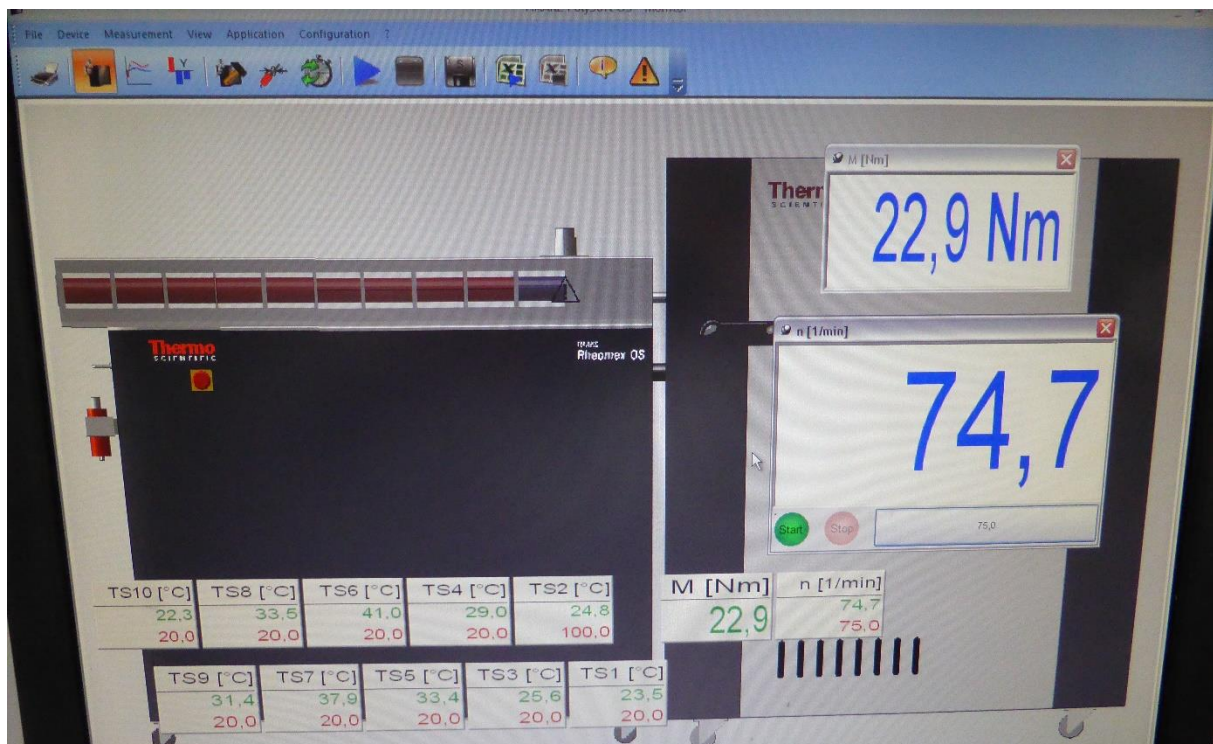 File Device Measurement View Application Configuration ?
M [Nm]
22,9 Nm
Thermo
SCIENTIFIC
HAAKE
Rheomex OS
n [1/min]
74,7
Start Stop 75,0
TS10 [°C] TS8 [°C] TS6 [°C] TS4 [°C] TS2 [°C]
22,3 33,5 41,0 29,0 24,8
20,0 20,0 20,0 20,0 100,0
M [Nm]
22,9
n [1/min]
74,7
75,0
TS9 [°C] TS7 [°C] TS5 [°C] TS3 [°C] TS1 [°C]
31,4 37,9 33,4 25,6 23,5
20,0 20,0 20,0 20,0 20,0